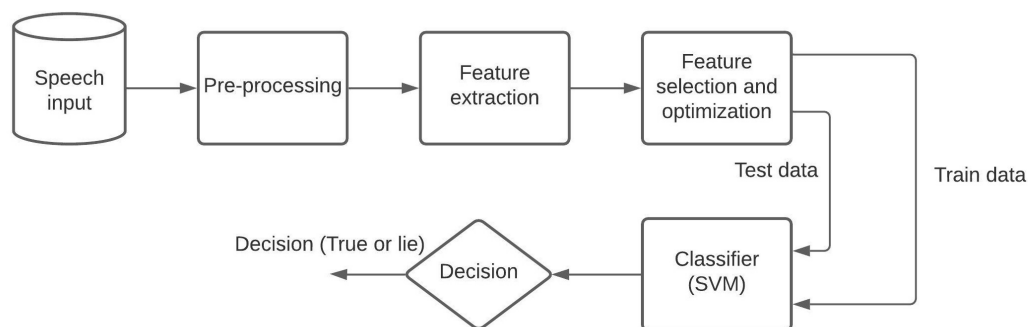 Speech
input
Pre-processing
Feature
extraction
Feature
selection and
optimization
Test data
Train data
Decision (True or lie)
Decision
Classifier
(SVM)